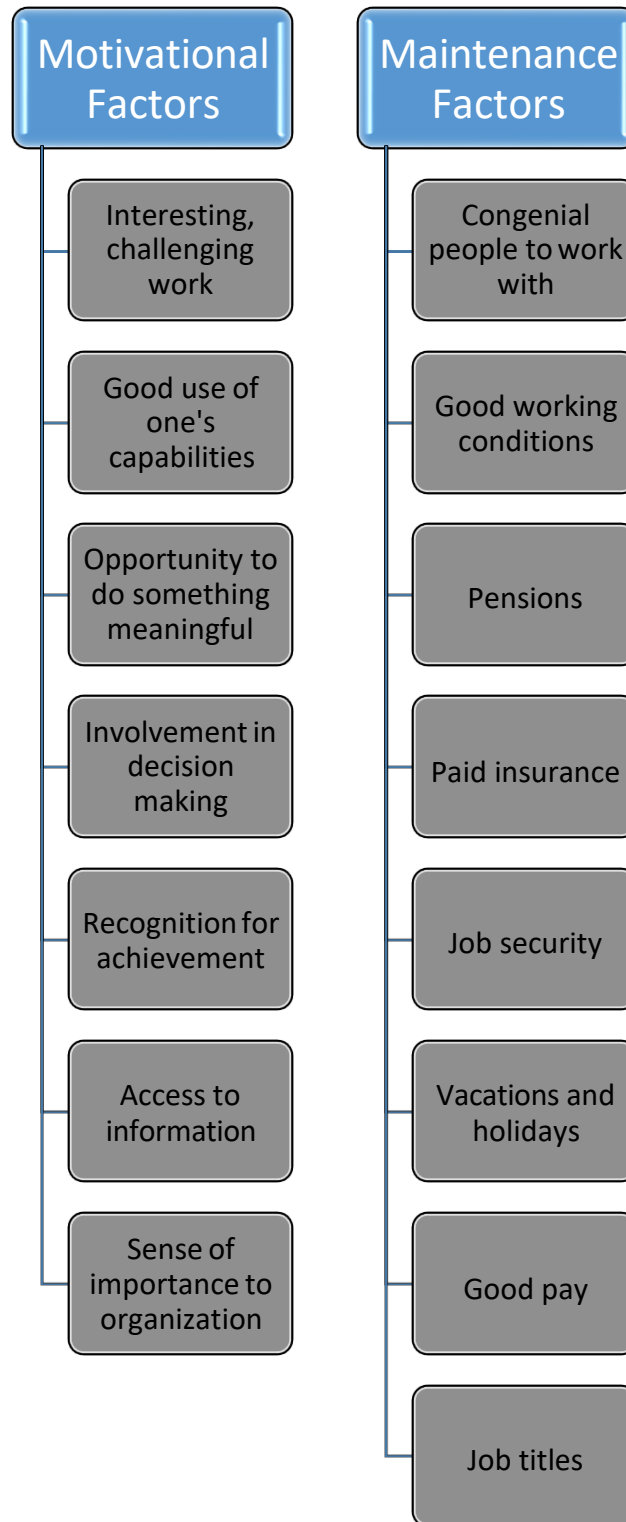 Motivational
Factors
Interesting,
challenging
work
Good use of
one's
capabilities
Opportunity to
do something
meaningful
Involvement in
decision
making
Recognition for
achievement
Access to
information
Sense of
importance to
organization
Maintenance
Factors
Congenial
people to work
with
Good working
conditions
Pensions
Paid insurance
Job security
Vacations and
holidays
Good pay
Job titles